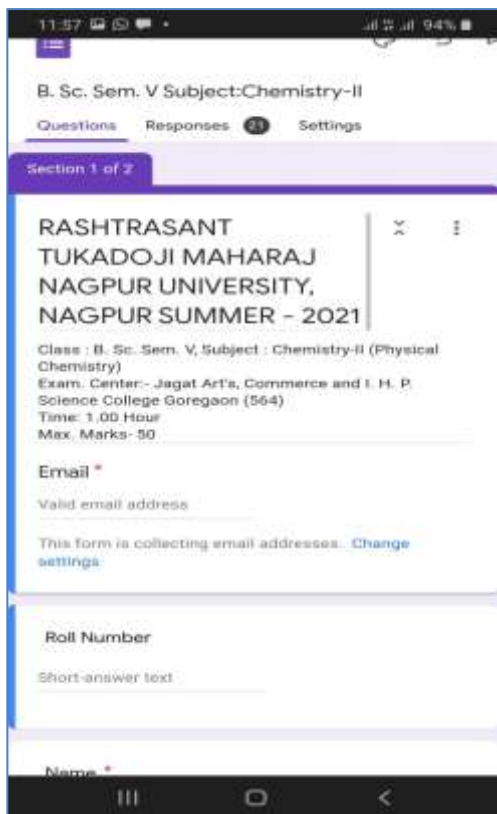 11:57
94%
B. Sc. Sem. V Subject:Chemistry-II
Questions Responses 21 Settings
Section 1 of 2
RASHTRASANT
TUKADOJI MAHARAJ
NAGPUR UNIVERSITY,
NAGPUR SUMMER - 2021
Class : B. Sc. Sem. V, Subject : Chemistry-II (Physical
Chemistry)
Exam. Center:- Jagat Art's, Commerce and I. H. P.
Science College Goregaon (564)
Time: 1.00 Hour
Max. Marks- 50
Email *
Valid email address
This form is collecting email addresses. Change
settings
Roll Number
Short-answer text
Name *